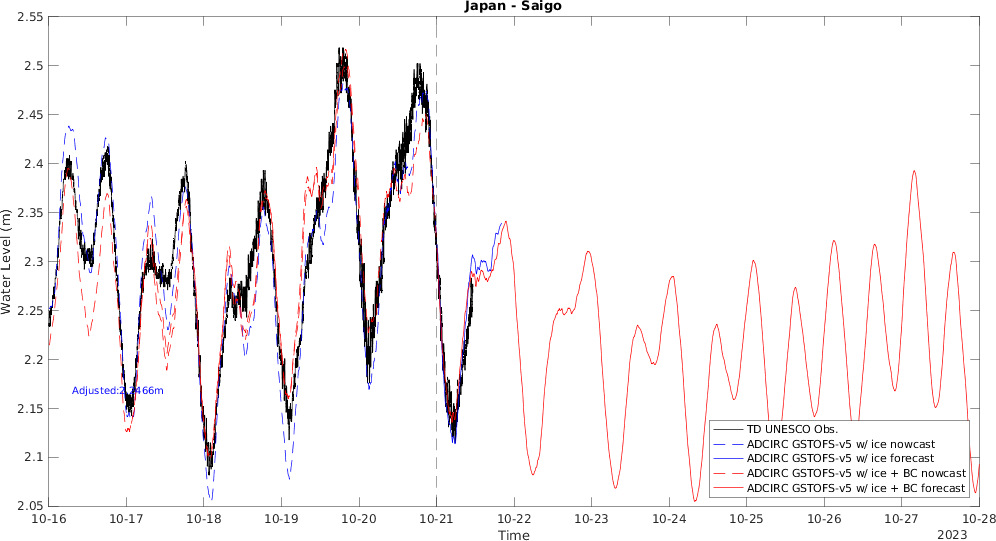 Japan - Saigo
2.55
2.5
2.45
2.4
2.35
2.3
2.25
2.2
2.15
2.1
2.05
Water Level (m)
Adjusted:2.2466m
TD UNESCO Obs.
ADCIRC GSTOFS-v5 w/ ice nowcast
ADCIRC GSTOFS-v5 w/ ice forecast
ADCIRC GSTOFS-v5 w/ ice + BC nowcast
ADCIRC GSTOFS-v5 w/ ice + BC forecast
10-16 10-17 10-18 10-19 10-20 10-21 10-22 10-23 10-24 10-25 10-26 10-27 10-28
Time
2023